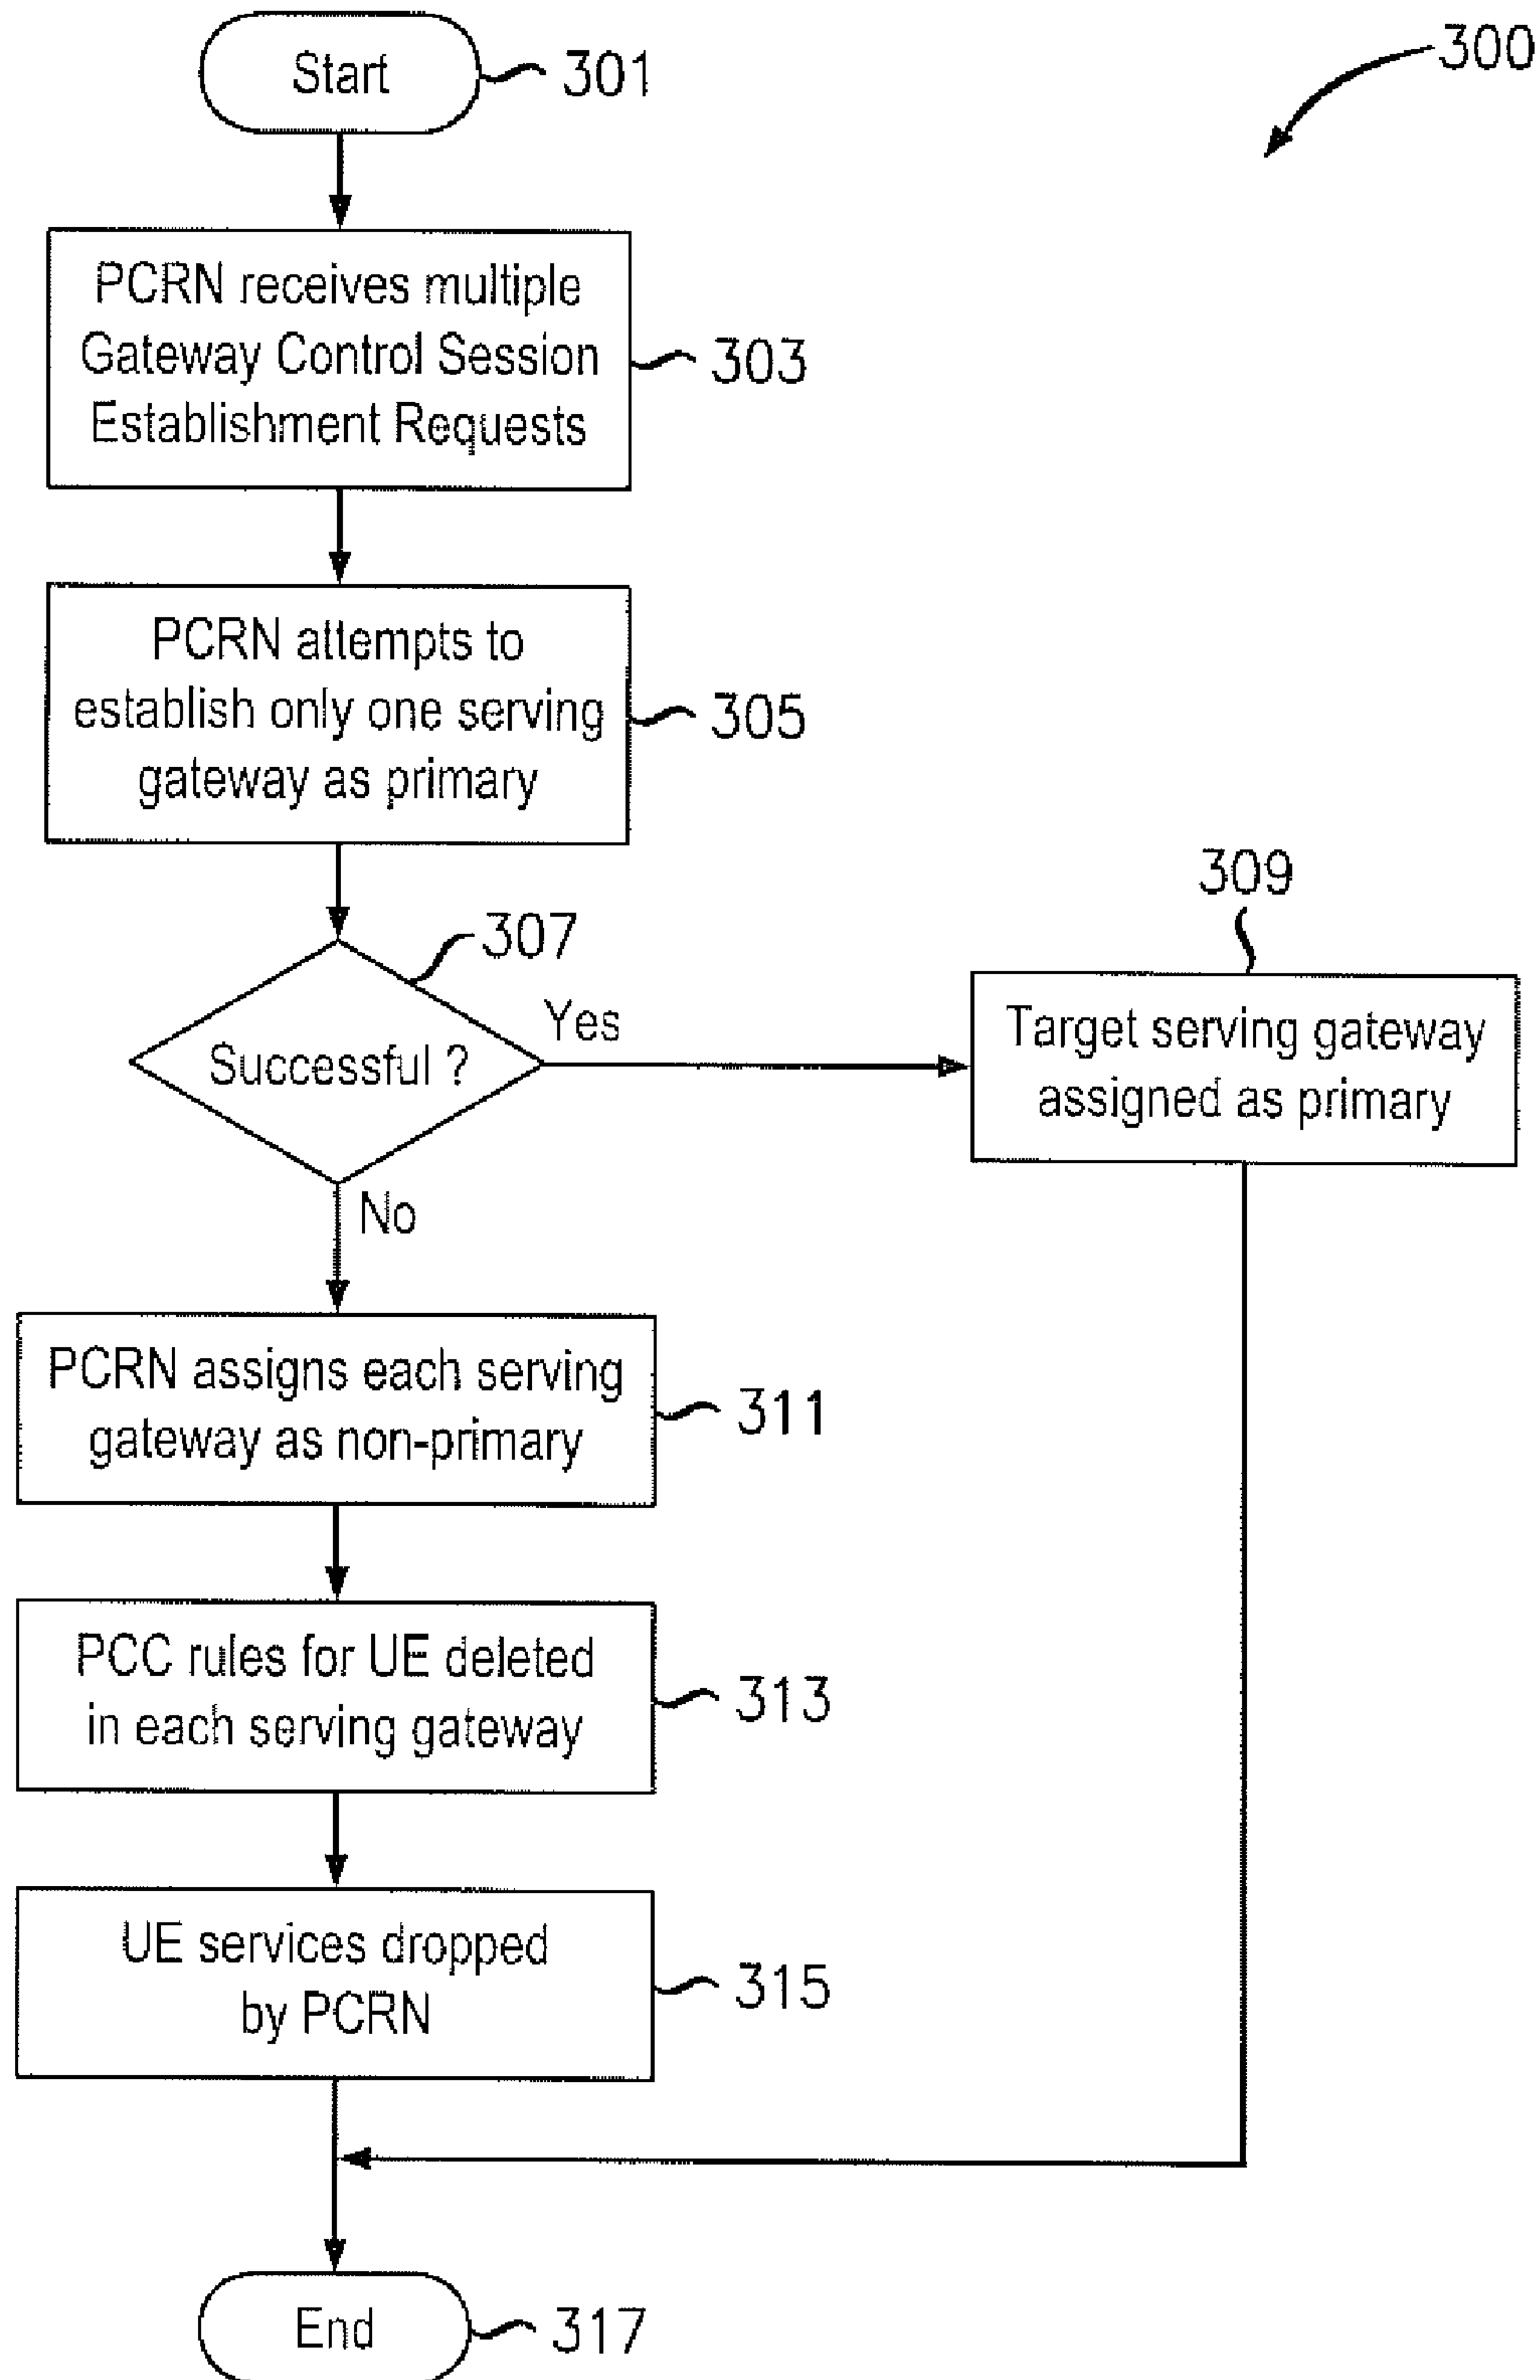 Start
301
300
PCRN receives multiple
Gateway Control Session
Establishment Requests
303
PCRN attempts to
establish only one serving
gateway as primary
305
307
Successful ?
Yes
No
309
Target serving gateway
assigned as primary
PCRN assigns each serving
gateway as non-primary
311
PCC rules for UE deleted
in each serving gateway
313
UE services dropped
by PCRN
315
End
317